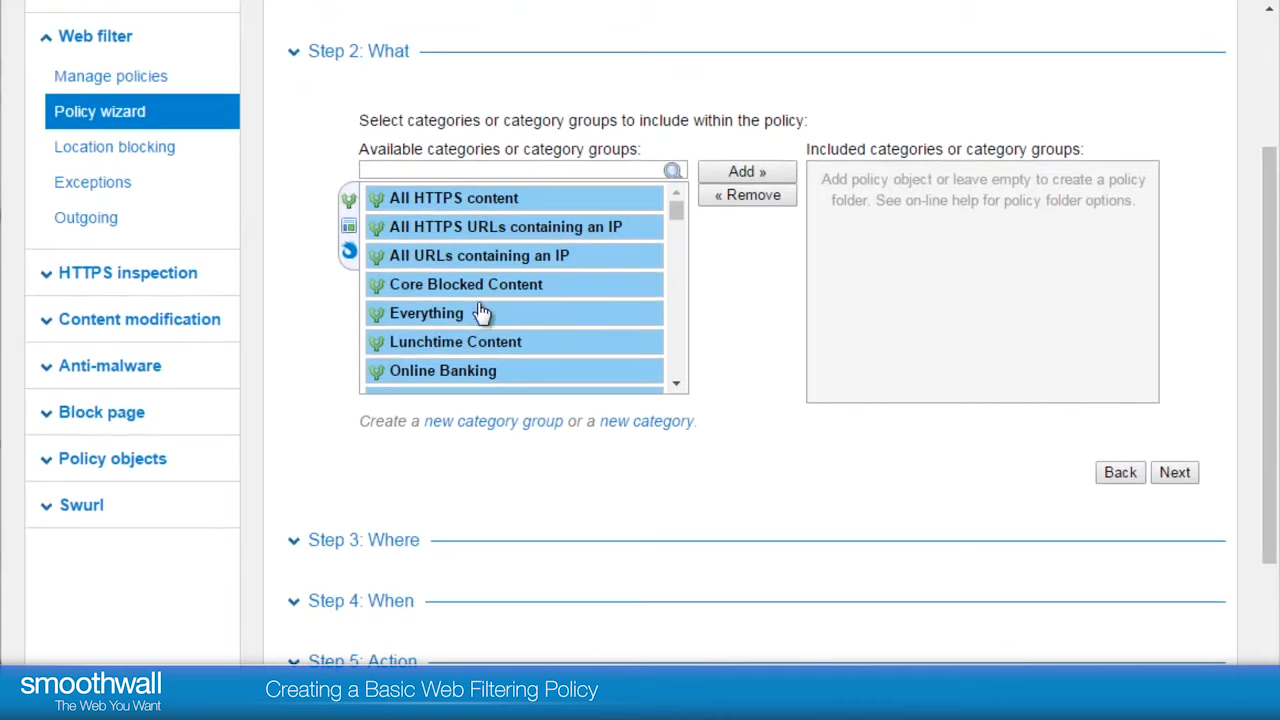 Web filter
Manage policies
Policy wizard
Location blocking
Exceptions
Outgoing
HTTPS inspection
Content modification
Anti-malware
Block page
Policy objects
Swurl
Step 2: What
Select categories or category groups to include within the policy:
Available categories or category groups:
Add »
« Remove
All HTTPS content
All HTTPS URLs containing an IP
All URLs containing an IP
Core Blocked Content
Everything
Lunchtime Content
Online Banking
Included categories or category groups:
Add policy object or leave empty to create a policy
folder. See on-line help for policy folder options.
Create a new category group or a new category.
Back Next
Step 3: Where
Step 4: When
Step 5: Action
smoothwall
The Web You Want
Creating a Basic Web Filtering Policy